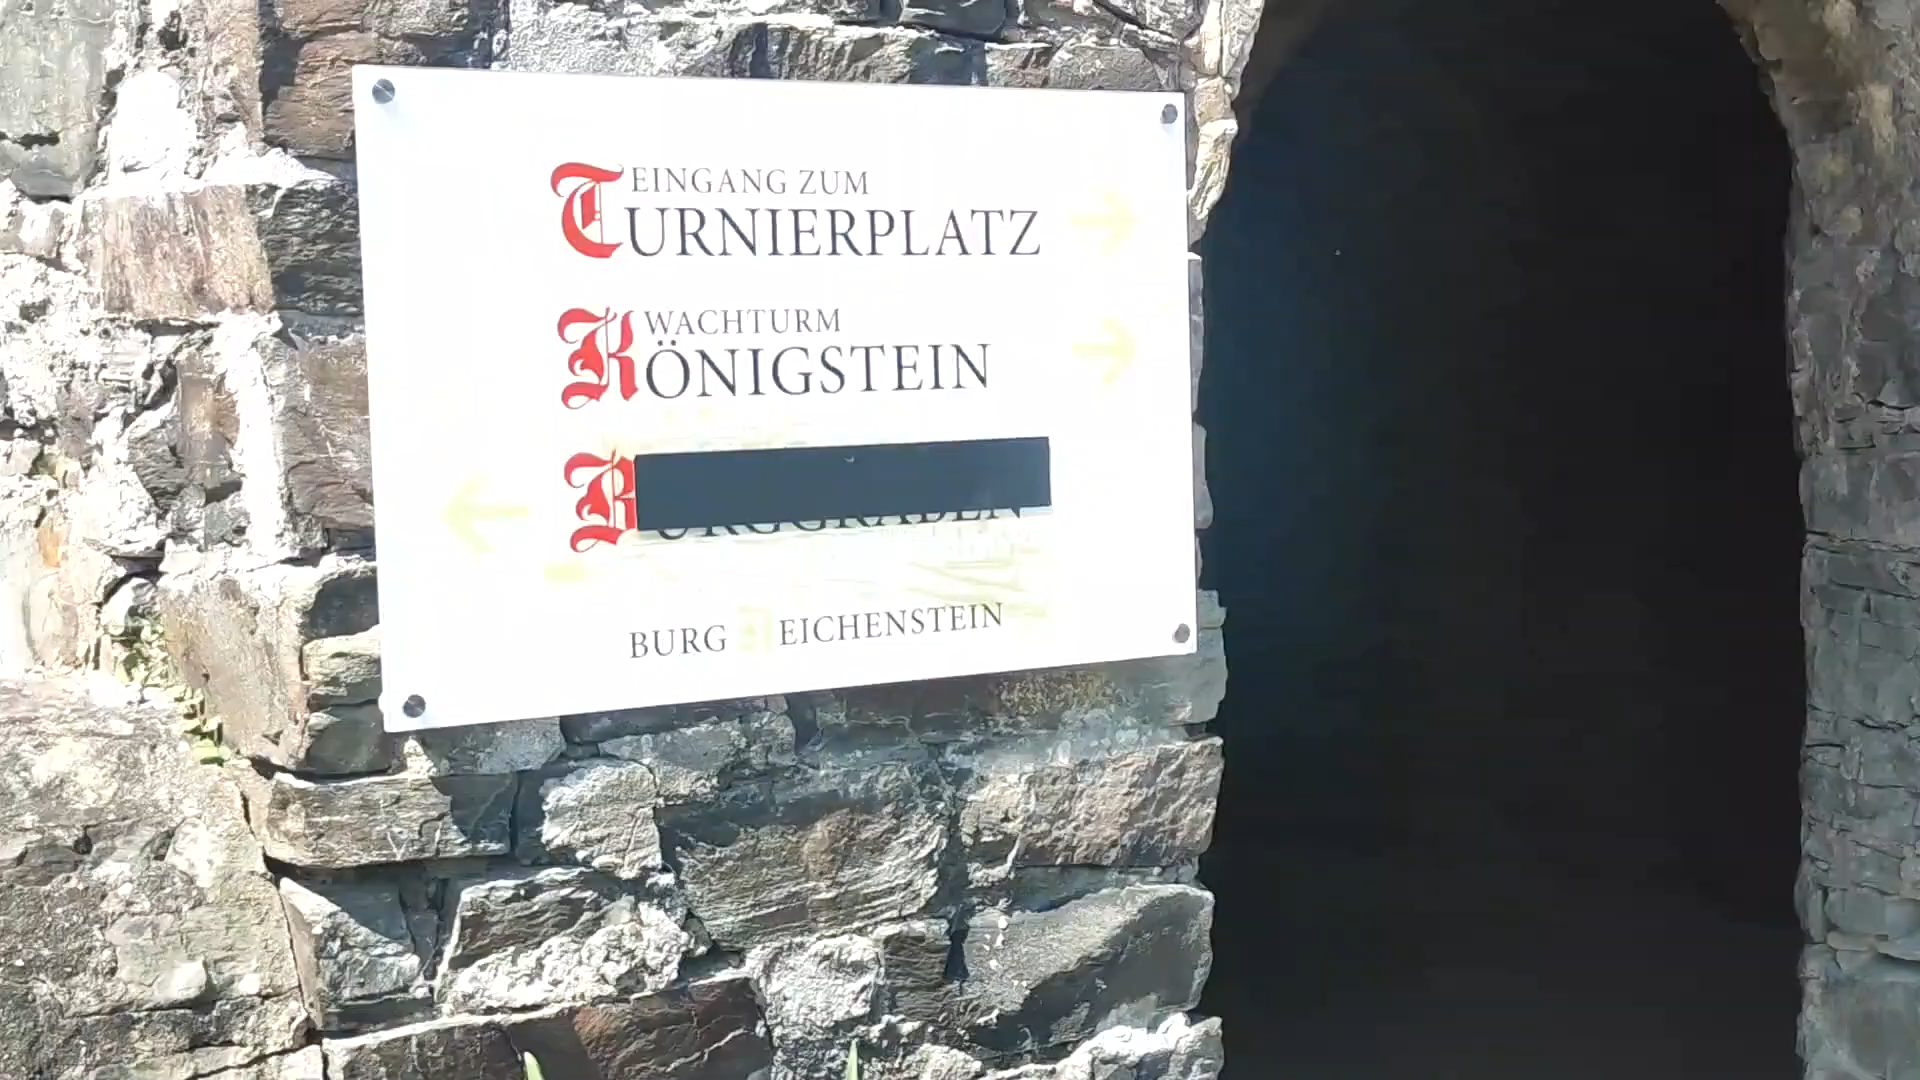 EINGANG ZUM
TURNIERPLATZ
WACHTURM
KÖNIGSTEIN
BURG EICHENSTEIN